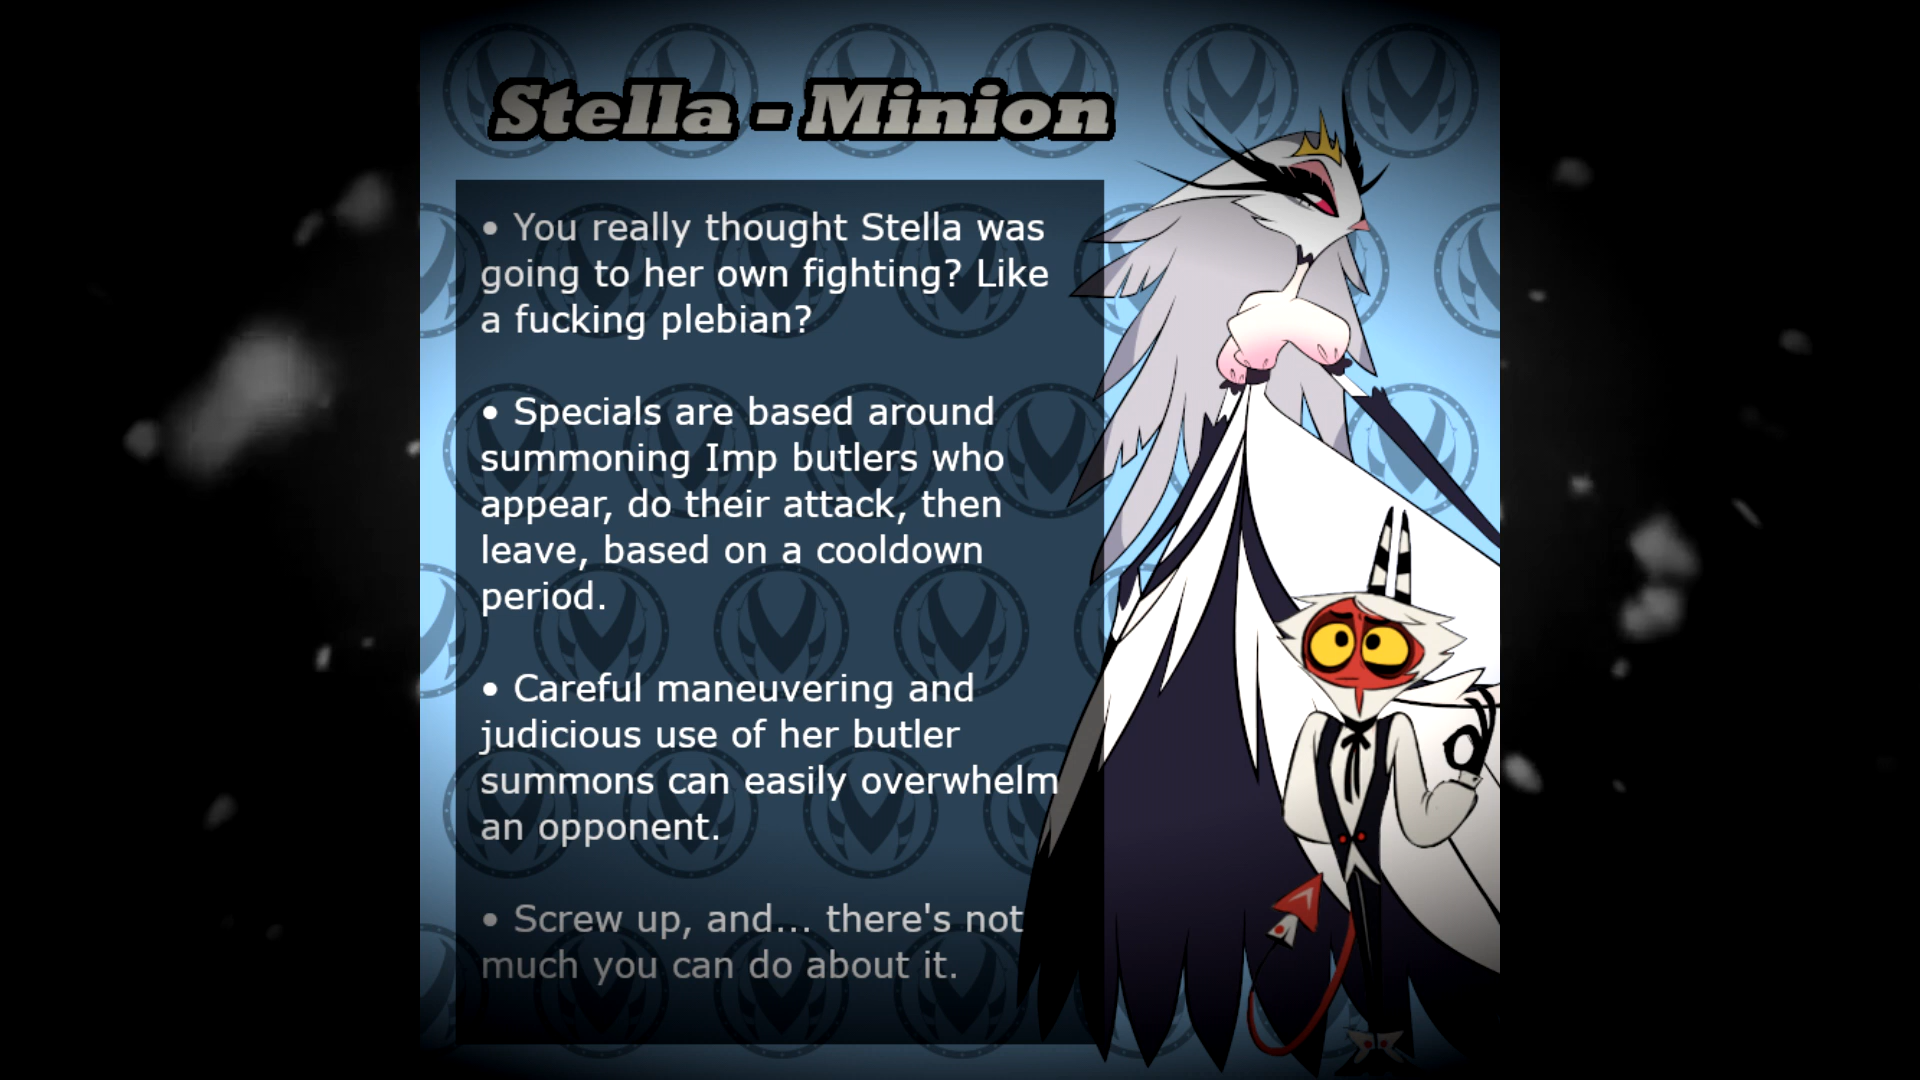 Stella - Minion
• You really thought Stella was
going to her own fighting? Like
a fucking plebian?
• Specials are based around
summoning Imp butlers who
appear, do their attack, then
leave, based on a cooldown
period.
• Careful maneuvering and
judicious use of her butler
summons can easily overwhelm
an opponent.
• Screw up, and... there's not
much you can do about it.